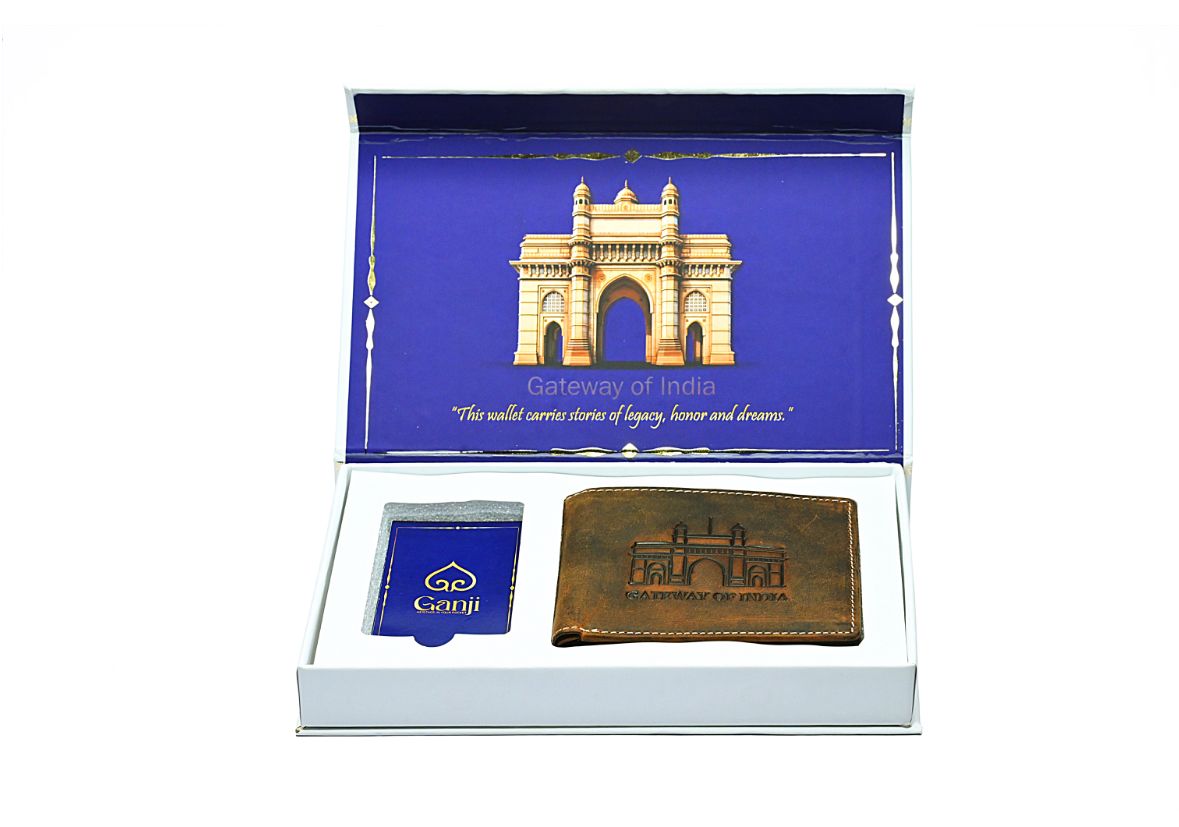 Gateway of India
"This wallet carries stories of legacy, honor and dreams."
Ganji
GATEWAY OF INDIA